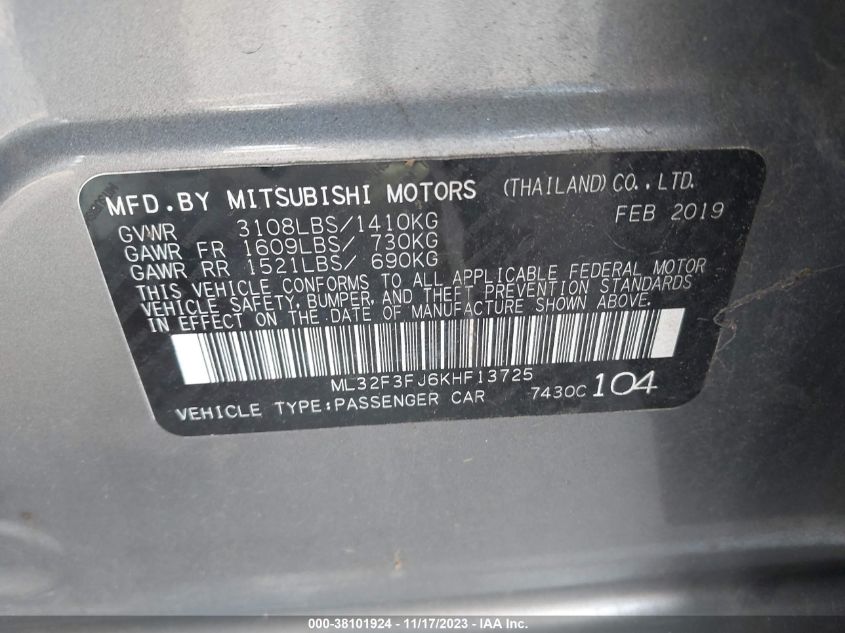 MFD.BY MITSUBISHI MOTORS (THAILAND) CO.,LTD.
GVWR 3108LBS/1410KG FEB 2019
GAWR FR 1609LBS/ 730KG
GAWR RR 1521LBS/ 690KG
THIS VEHICLE CONFORMS TO ALL APPLICABLE FEDERAL MOTOR
VEHICLE SAFETY, BUMPER, AND THEFT PREVENTION STANDARDS
IN EFFECT ON THE DATE OF MANUFACTURE SHOWN ABOVE.
ML32F3FJ6KHF13725
VEHICLE TYPE:PASSENGER CAR 7430C 104
000-38101924 - 11/17/2023 - IAA Inc.